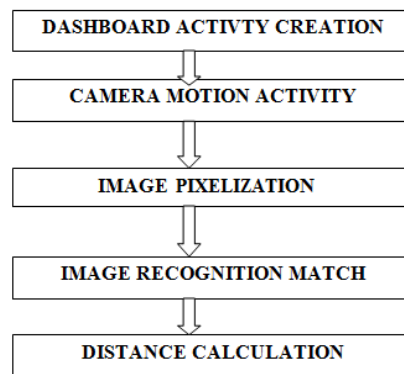 DASHBOARD ACTIVTY CREATION
CAMERA MOTION ACTIVITY
IMAGE PIXELIZATION
IMAGE RECOGNITION MATCH
DISTANCE CALCULATION